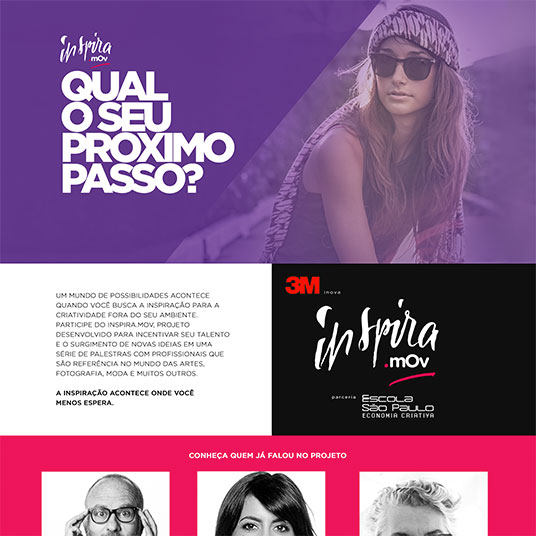 inspira
.mOv
QUAL
O SEU
PRÓXIMO
PASSO?
UM MUNDO DE POSSIBILIDADES ACONTECE
QUANDO VOCÊ BUSCA A INSPIRAÇÃO PARA A
CRIATIVIDADE FORA DO SEU AMBIENTE.
PARTICIPE DO INSPIRA.MOV, PROJETO
DESENVOLVIDO PARA INCENTIVAR SEU TALENTO
E O SURGIMENTO DE NOVAS IDEIAS EM UMA
SÉRIE DE PALESTRAS COM PROFISSIONAIS QUE
SÃO REFERÊNCIA NO MUNDO DAS ARTES,
FOTOGRAFIA, MODA E MUITOS OUTROS.
A INSPIRAÇÃO ACONTECE ONDE VOCÊ
MENOS ESPERA.
3M inova
inspira
.mOv
parceria Escola
São Paulo
ECONOMIA CRIATIVA
CONHEÇA QUEM JÁ FALOU NO PROJETO